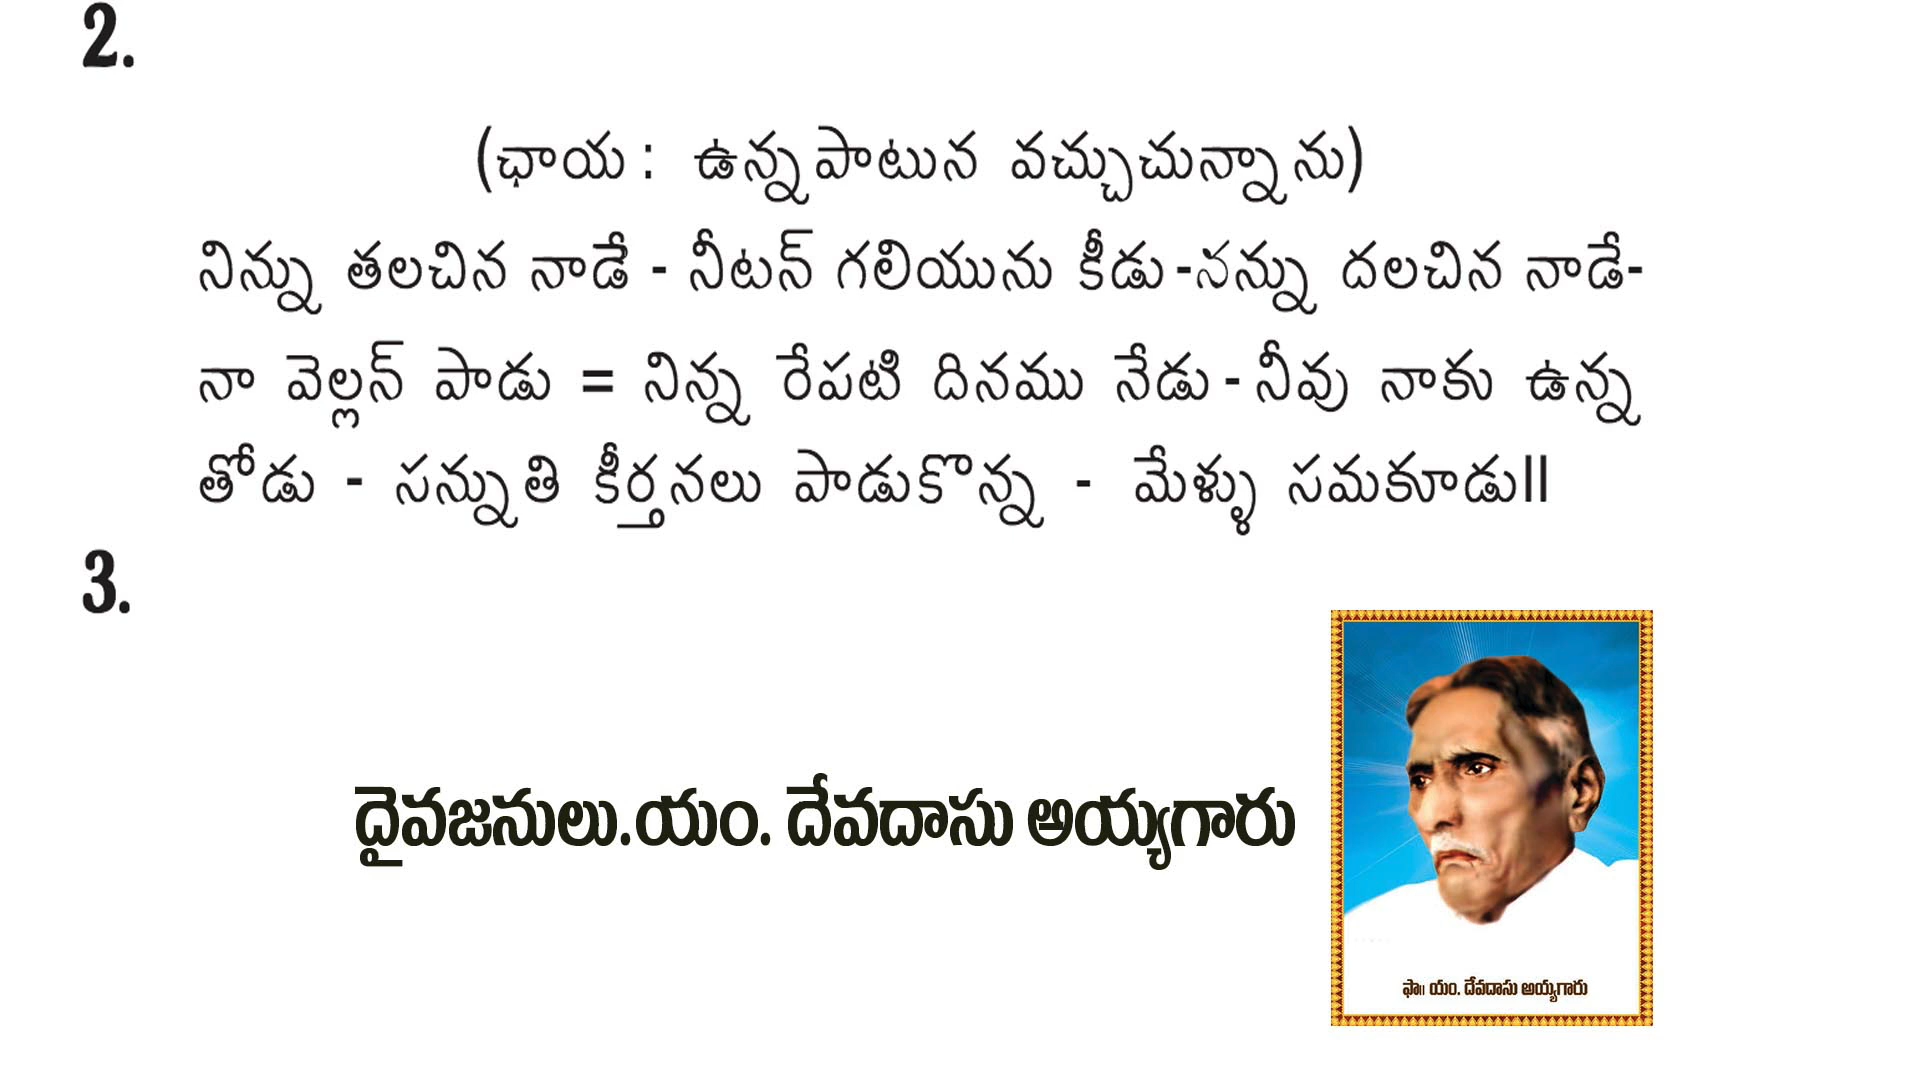 2.
(ఛాయ : ఉన్నపాటున వచ్చుచున్నాను)
నిన్ను తలచిన నాడే - నీటన్ గలియును కీడు -నన్ను దలచిన నాడే-
నా వెల్లన్ పాడు = నిన్న రేపటి దినము నేడు - నీవు నాకు ఉన్న
తోడు - సన్నుతి కీర్తనలు పాడుకొన్న - మేళ్ళు సమకూడు||
3.
దైవజనులు.యం. దేవదాసు అయ్యగారు
ఫా॥ యం. దేవదాసు అయ్యగారు